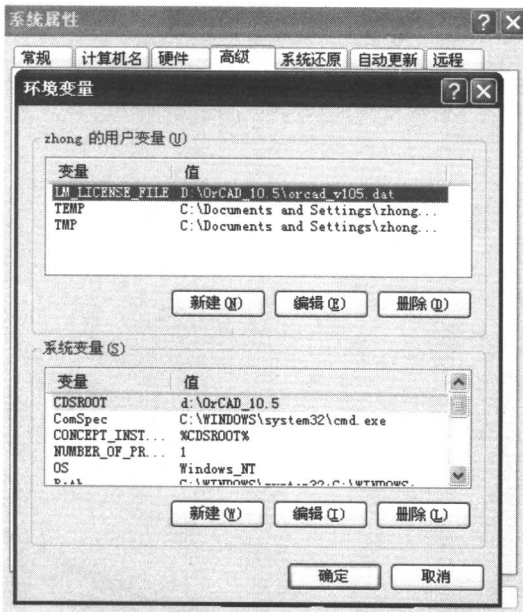 系统属性
常规 计算机名 硬件 高级 系统还原 自动更新 远程
环境变量
zhong 的用户变量(U)
变量 值
LM_LICENSE_FILE D:\OrCAD_10.5\orcad_v105.dat
TEMP C:\Documents and Settings\zhong...
TMP C:\Documents and Settings\zhong...
新建(N) 编辑(E) 删除(D)
系统变量(S)
变量 值
CDSROOT d:\OrCAD_10.5
ComSpec C:\WINDOWS\system32\cmd.exe
CONCEPT_INST... %CDSROOT%
NUMBER_OF_PR... 1
OS Windows_NT
新建(W) 编辑(I) 删除(L)
确定 取消